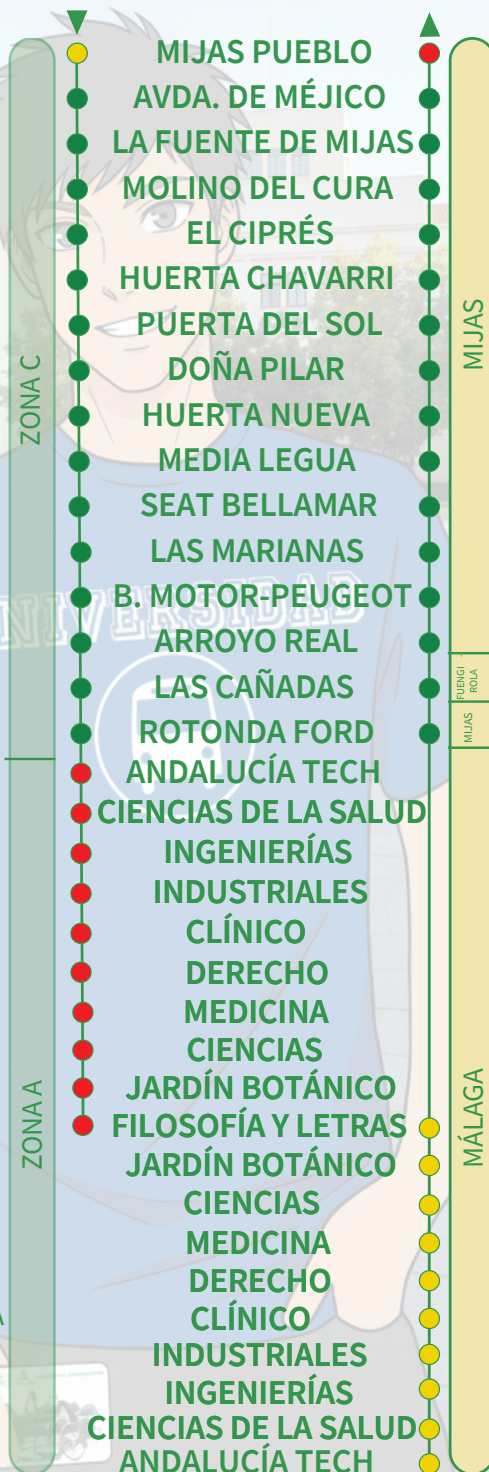 MIJAS PUEBLO
AVDA. DE MÉJICO
LA FUENTE DE MIJAS
MOLINO DEL CURA
EL CIPRÉS
HUERTA CHAVARRI
PUERTA DEL SOL
DOÑA PILAR
HUERTA NUEVA
MEDIA LEGUA
SEAT BELLAMAR
LAS MARIANAS
B. MOTOR-PEUGEOT
ARROYO REAL
LAS CAÑADAS
ROTONDA FORD
ANDALUCÍA TECH
CIENCIAS DE LA SALUD
INGENIERÍAS
INDUSTRIALES
CLÍNICO
DERECHO
MEDICINA
CIENCIAS
JARDÍN BOTÁNICO
FILOSOFÍA Y LETRAS
JARDÍN BOTÁNICO
CIENCIAS
MEDICINA
DERECHO
CLÍNICO
INDUSTRIALES
INGENIERÍAS
CIENCIAS DE LA SALUD
ANDALUCÍA TECH
ZONA C
ZONA A
MIJAS
FUENGI
ROLA
MIJAS
MÁLAGA
UNIVERSIDAD